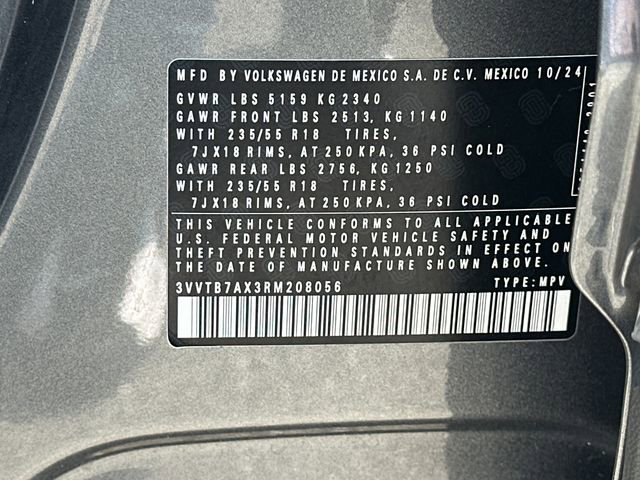 MFD BY VOLKSWAGEN DE MEXICO S.A. DE C.V. MEXICO 10/24
GVWR LBS 5159 KG 2340
GAWR FRONT LBS 2513, KG 1140
WITH 235/55 R18 TIRES,
7JX18 RIMS, AT 250 KPA, 36 PSI COLD
GAWR REAR LBS 2756, KG 1250
WITH 235/55 R18 TIRES,
7JX18 RIMS, AT 250 KPA, 36 PSI COLD
THIS VEHICLE CONFORMS TO ALL APPLICABLE
U.S. FEDERAL MOTOR VEHICLE SAFETY AND
THEFT PREVENTION STANDARDS IN EFFECT ON
THE DATE OF MANUFACTURE SHOWN ABOVE.
3VVTB7AX3RM208056 TYPE: MPV